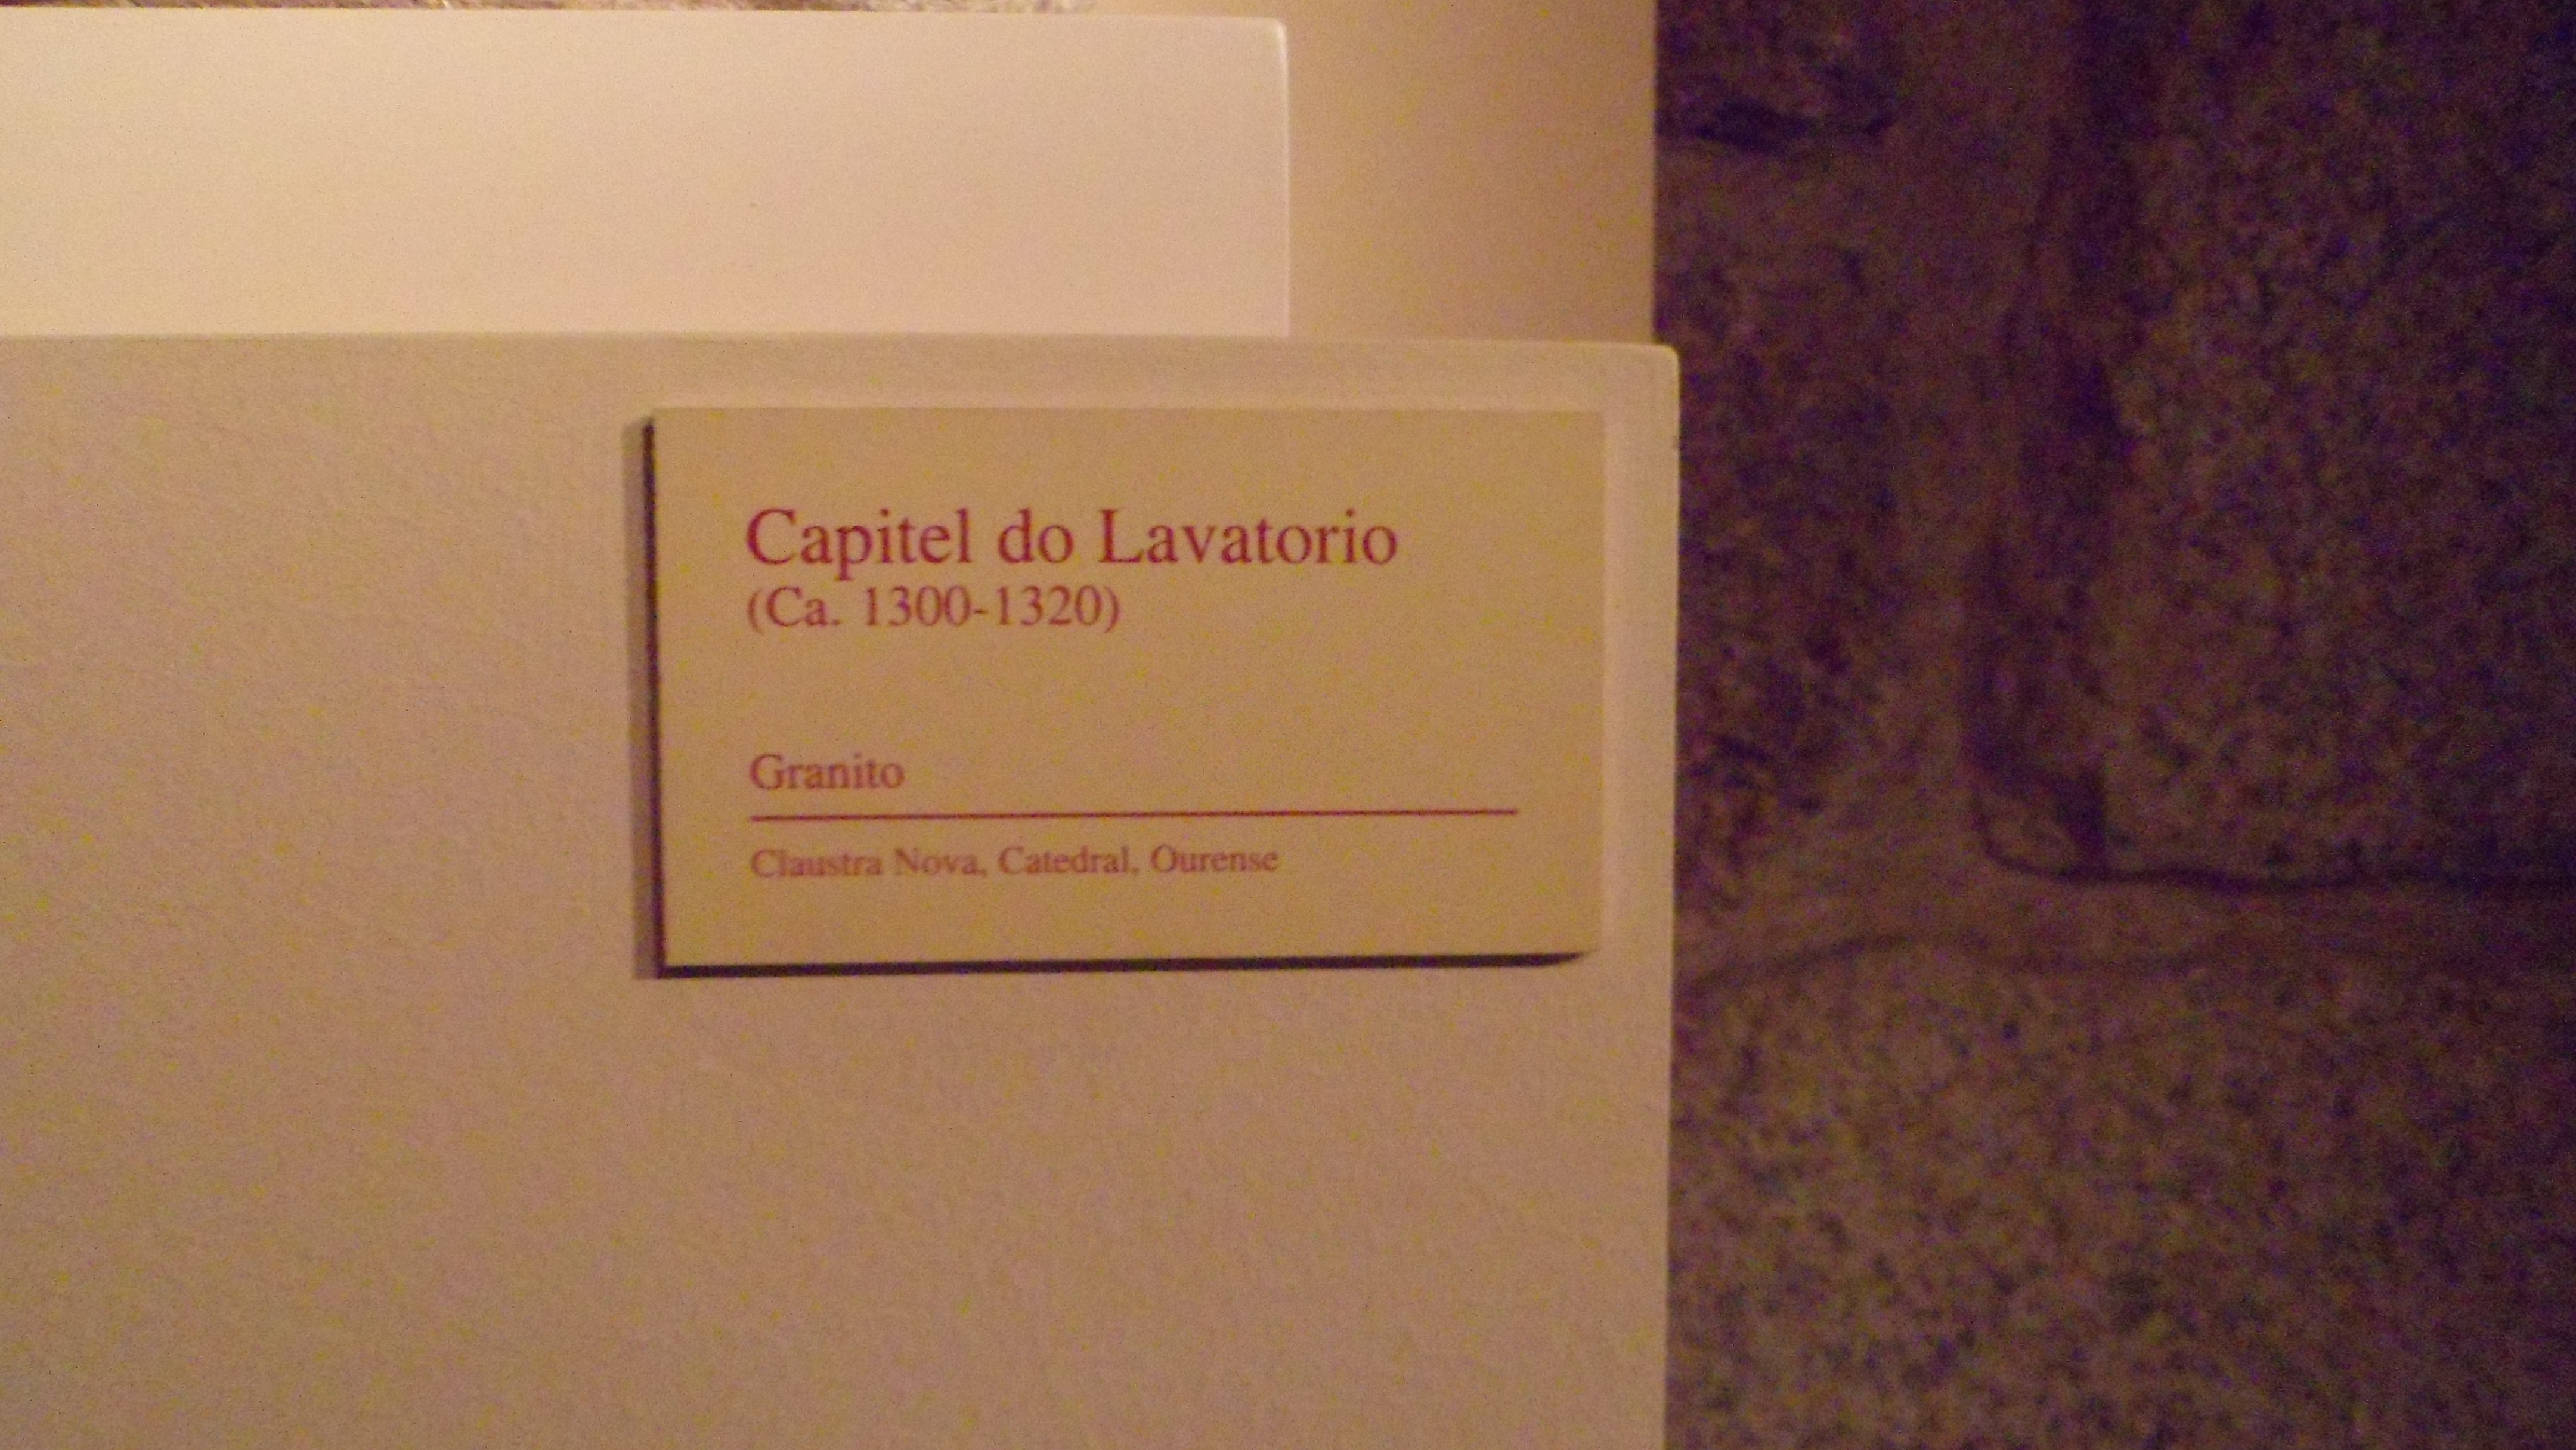 Capitel do Lavatorio
(Ca. 1300-1320)
Granito
Claustra Nova, Catedral, Ourense